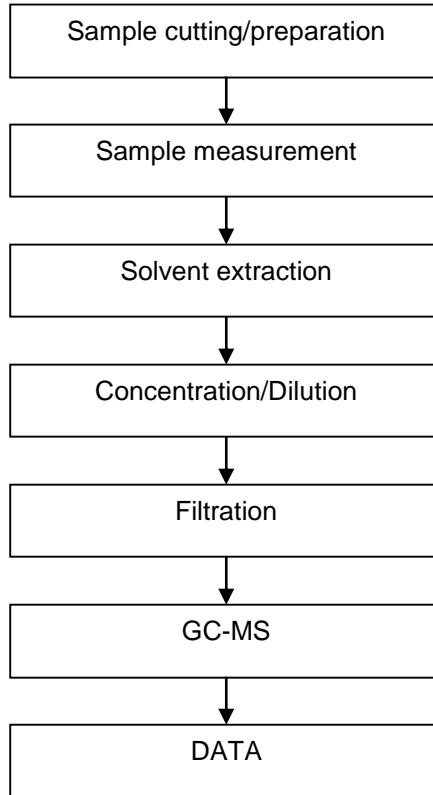 Sample cutting/preparation
Sample measurement
Solvent extraction
Concentration/Dilution
Filtration
GC-MS
DATA